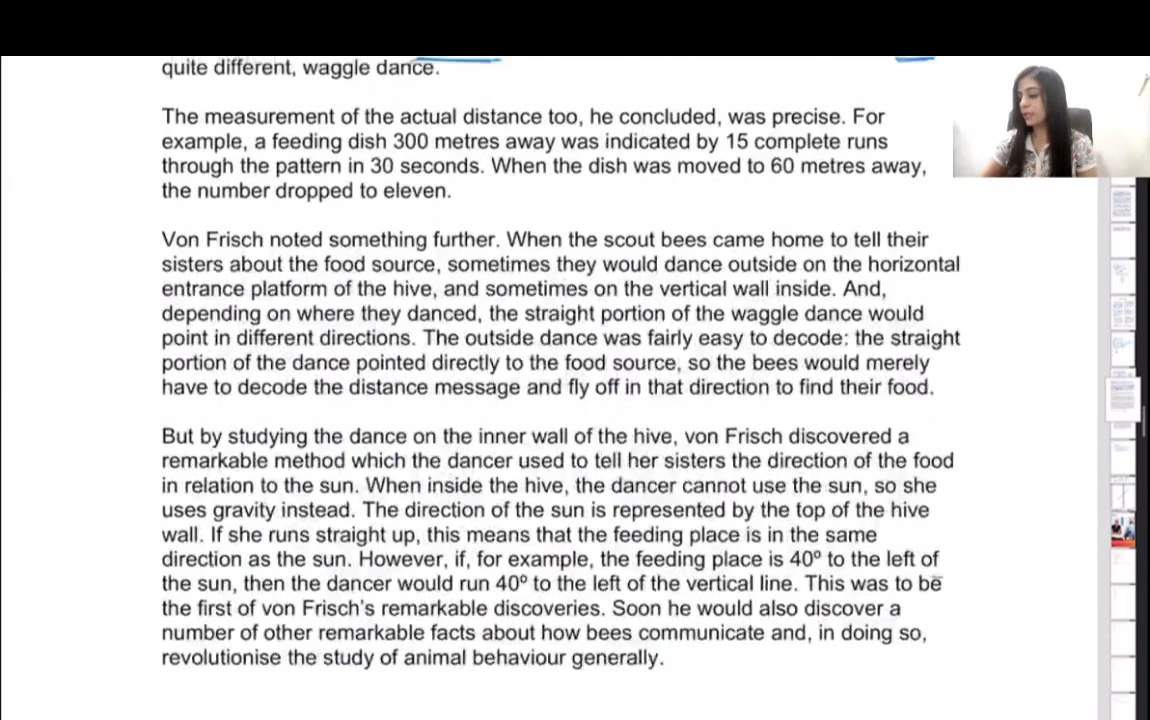 quite different, waggle dance.
The measurement of the actual distance too, he concluded, was precise. For
example, a feeding dish 300 metres away was indicated by 15 complete runs
through the pattern in 30 seconds. When the dish was moved to 60 metres away,
the number dropped to eleven.
Von Frisch noted something further. When the scout bees came home to tell their
sisters about the food source, sometimes they would dance outside on the horizontal
entrance platform of the hive, and sometimes on the vertical wall inside. And,
depending on where they danced, the straight portion of the waggle dance would
point in different directions. The outside dance was fairly easy to decode: the straight
portion of the dance pointed directly to the food source, so the bees would merely
have to decode the distance message and fly off in that direction to find their food.
But by studying the dance on the inner wall of the hive, von Frisch discovered a
remarkable method which the dancer used to tell her sisters the direction of the food
in relation to the sun. When inside the hive, the dancer cannot use the sun, so she
uses gravity instead. The direction of the sun is represented by the top of the hive
wall. If she runs straight up, this means that the feeding place is in the same
direction as the sun. However, if, for example, the feeding place is 40º to the left of
the sun, then the dancer would run 40º to the left of the vertical line. This was to be
the first of von Frisch's remarkable discoveries. Soon he would also discover a
number of other remarkable facts about how bees communicate and, in doing so,
revolutionise the study of animal behaviour generally.